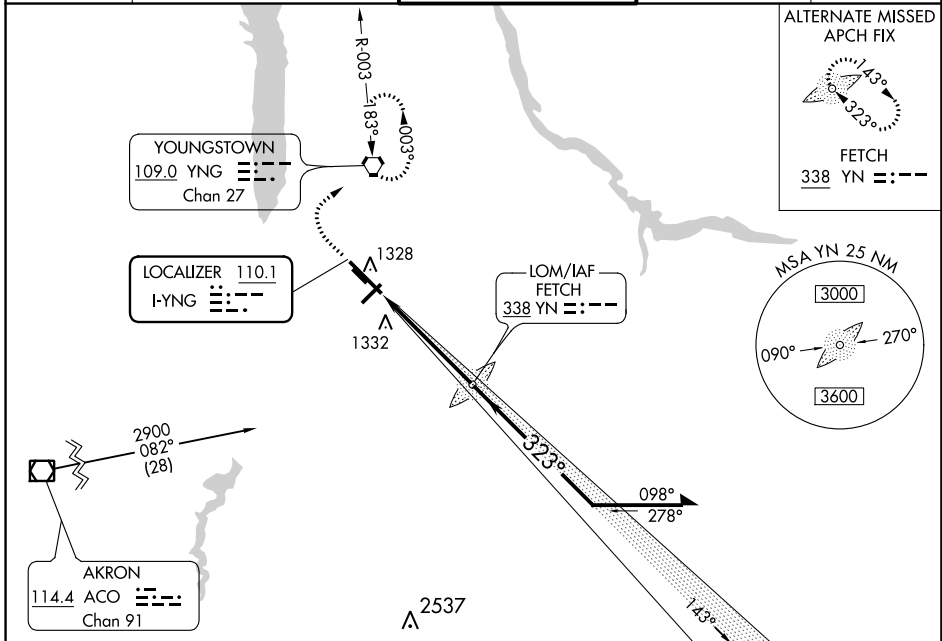 ALTERNATE MISSED
APCH FIX
143°
323°
FETCH
338 YN
R-003
183°
003°
YOUNGSTOWN
109.0 YNG
Chan 27
LOCALIZER 110.1
I-YNG
1328
1332
LOM/IAF
FETCH
338 YN
MSA YN 25 NM
3000
090°
270°
3600
2900
082°
(28)
323°
098°
278°
AKRON
114.4 ACO
Chan 91
2537
143°